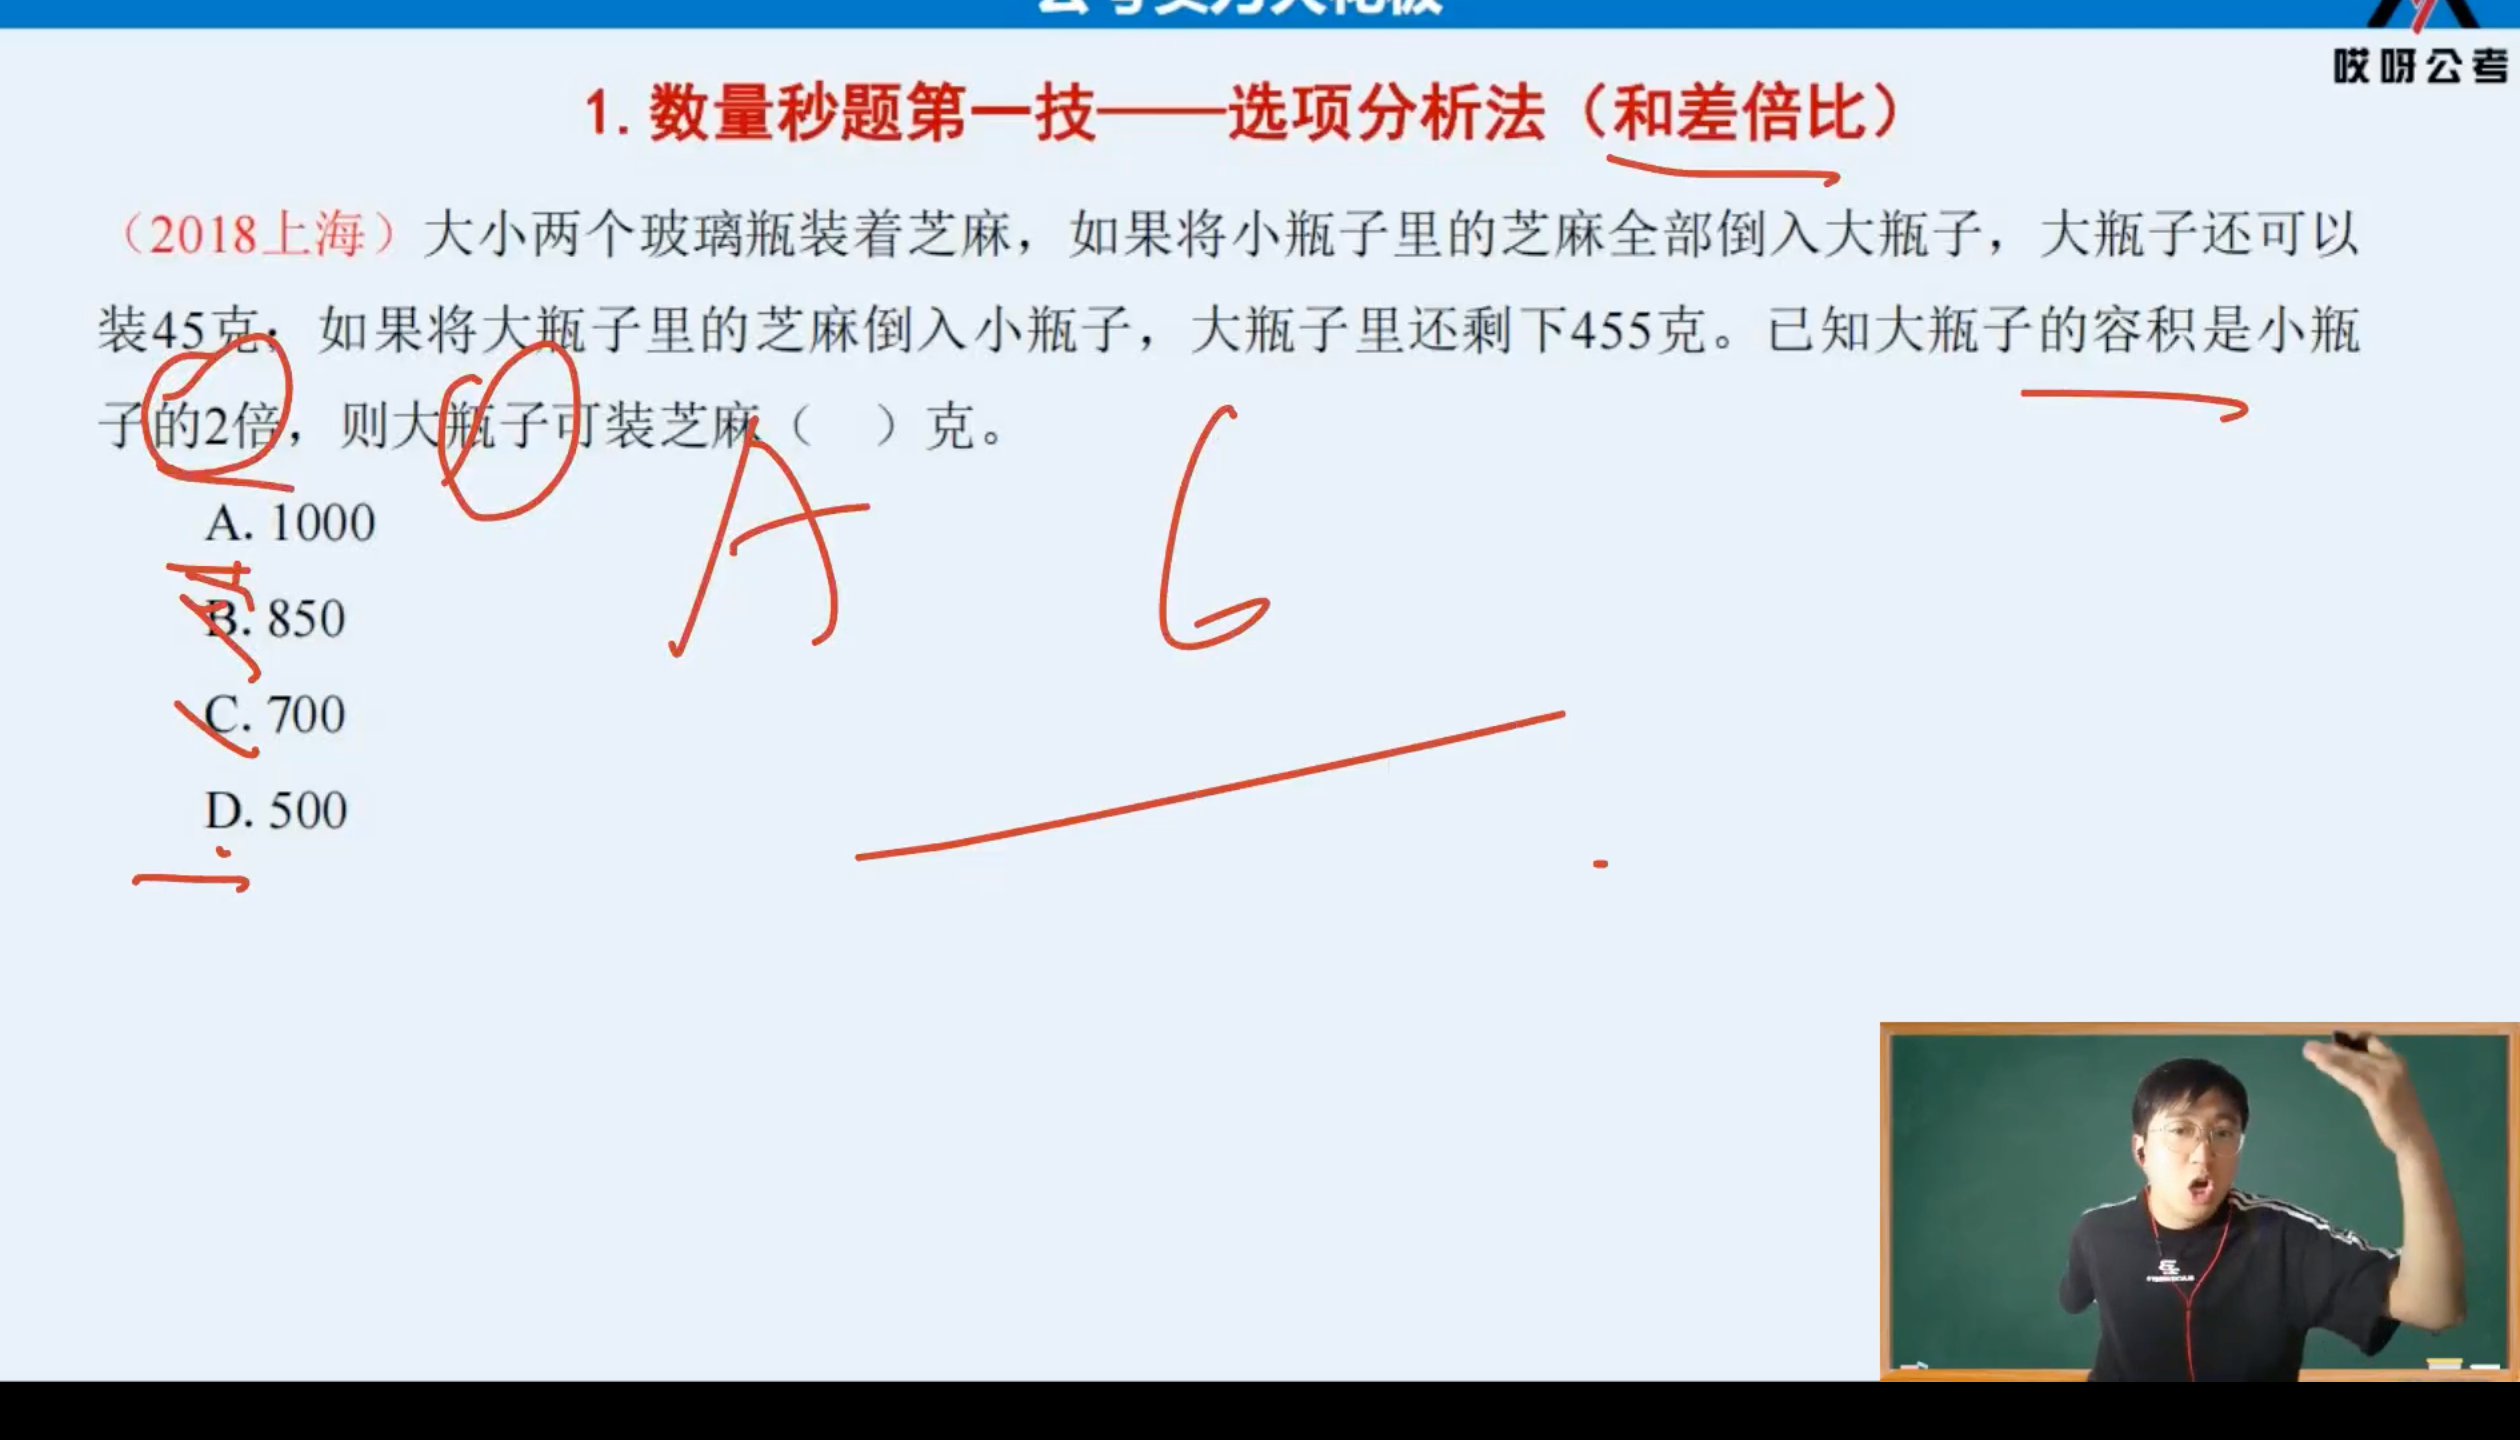 哎呀公考
1.数量秒题第一技——选项分析法（和差倍比）
（2018上海）大小两个玻璃瓶装着芝麻，如果将小瓶子里的芝麻全部倒入大瓶子，大瓶子还可以
装45克；如果将大瓶子里的芝麻倒入小瓶子，大瓶子里还剩下455克。已知大瓶子的容积是小瓶
子的2倍，则大瓶子可装芝麻（　）克。
A. 1000
B. 850
C. 700
D. 500
A